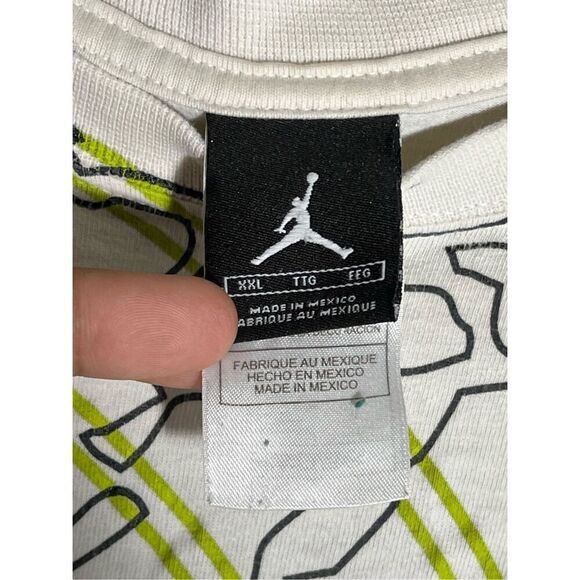 XXL TTG EEG
MADE IN MEXICO
FABRIQUE AU MEXIQUE
FABRIQUE AU MEXIQUE
HECHO EN MEXICO
MADE IN MEXICO